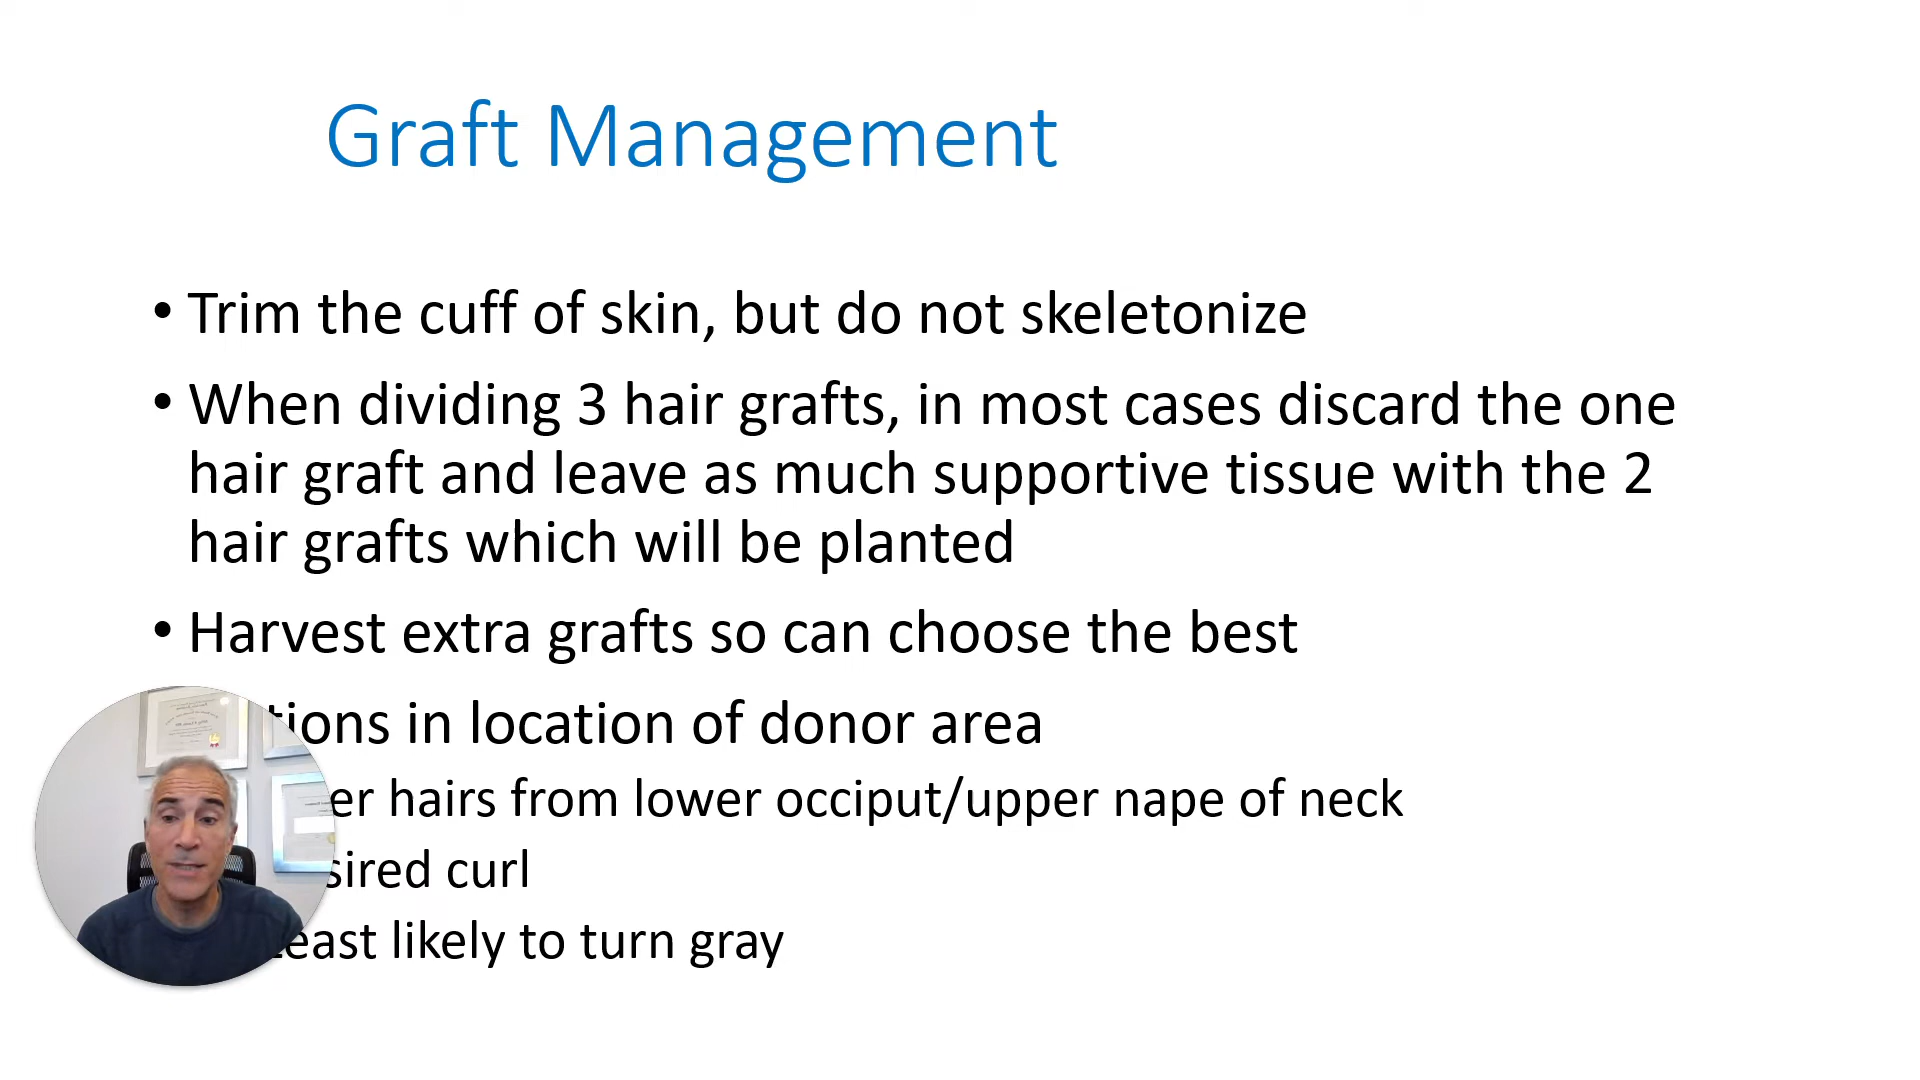 Graft Management
• Trim the cuff of skin, but do not skeletonize
• When dividing 3 hair grafts, in most cases discard the one
hair graft and leave as much supportive tissue with the 2
hair grafts which will be planted
• Harvest extra grafts so can choose the best
tions in location of donor area
er hairs from lower occiput/upper nape of neck
sired curl
Least likely to turn gray